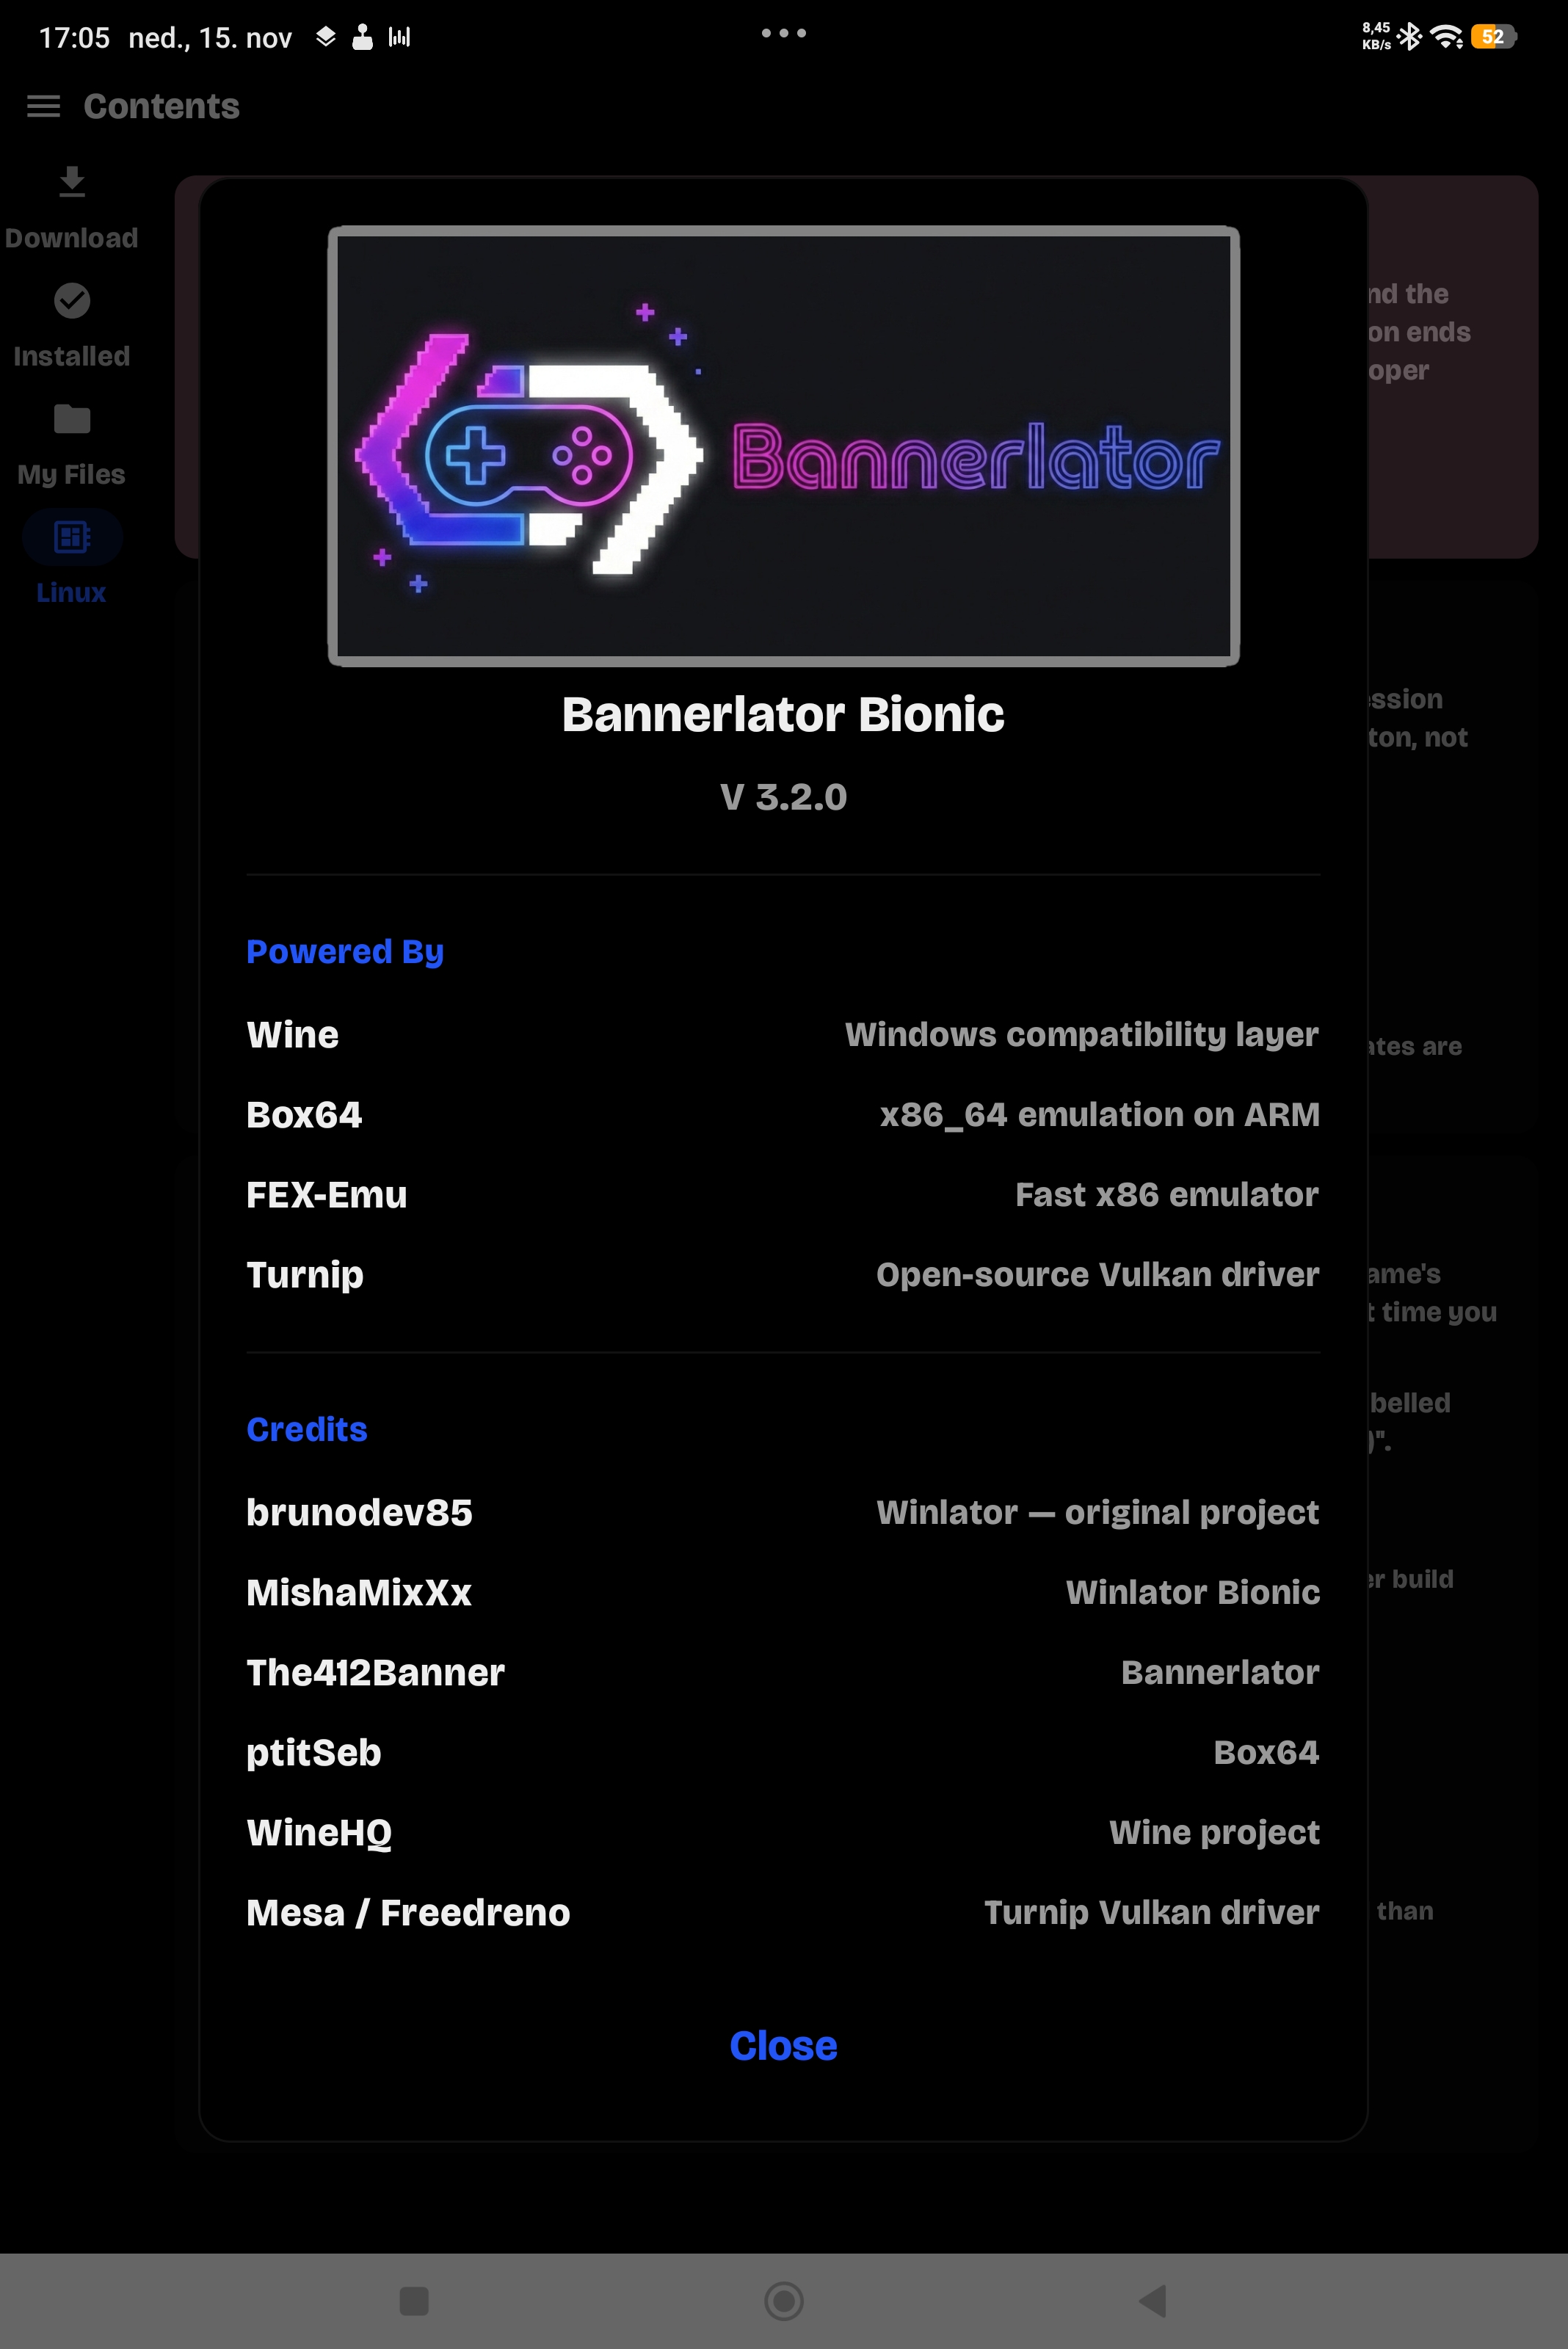 17:05 ned., 15. nov
8,45
KB/s
52
Contents
Download
Installed
My Files
Linux
nd the
on ends
oper
Bannerlator
Bannerlator Bionic
V 3.2.0
ssion
ton, not
Powered By
Wine Windows compatibility layer
ates are
Box64 x86_64 emulation on ARM
FEX-Emu Fast x86 emulator
Turnip Open-source Vulkan driver
ame's
t time you
Credits
belled
)".
brunodev85 Winlator — original project
MishaMixXx Winlator Bionic
er build
The412Banner Bannerlator
ptitSeb Box64
WineHQ Wine project
Mesa / Freedreno Turnip Vulkan driver
than
Close